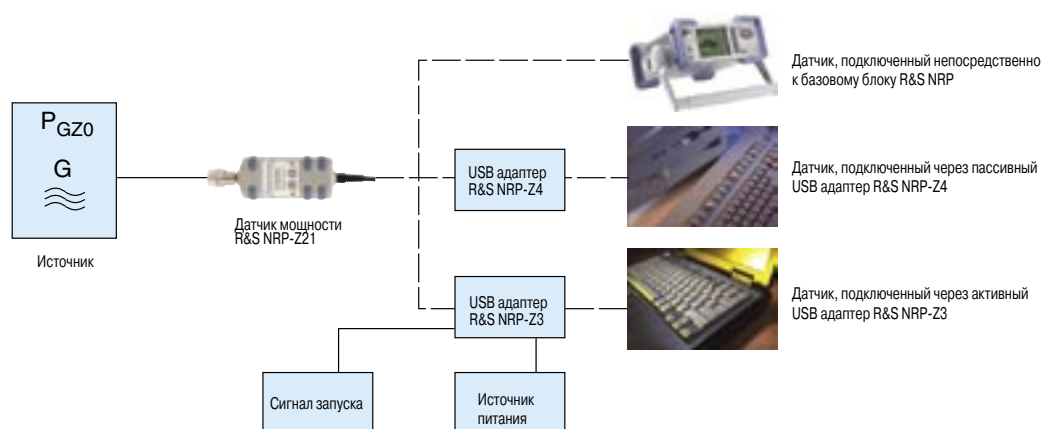 P_GZ0
G
Источник
Датчик мощности
R&S NRP-Z21
USB адаптер
R&S NRP-Z4
USB адаптер
R&S NRP-Z3
Сигнал запуска
Источник
питания
Датчик, подключенный непосредственно
к базовому блоку R&S NRP
Датчик, подключенный через пассивный
USB адаптер R&S NRP-Z4
Датчик, подключенный через активный
USB адаптер R&S NRP-Z3